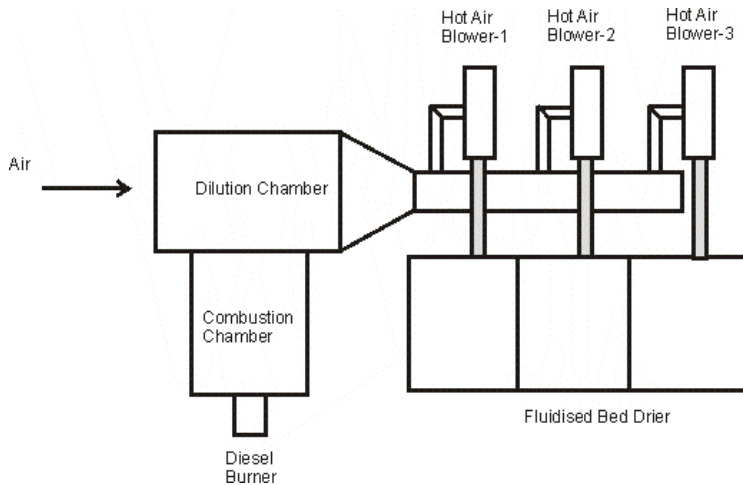 Hot Air
Blower-1
Hot Air
Blower-2
Hot Air
Blower-3
Air
Dilution Chamber
Combustion
Chamber
Fluidised Bed Drier
Diesel
Burner